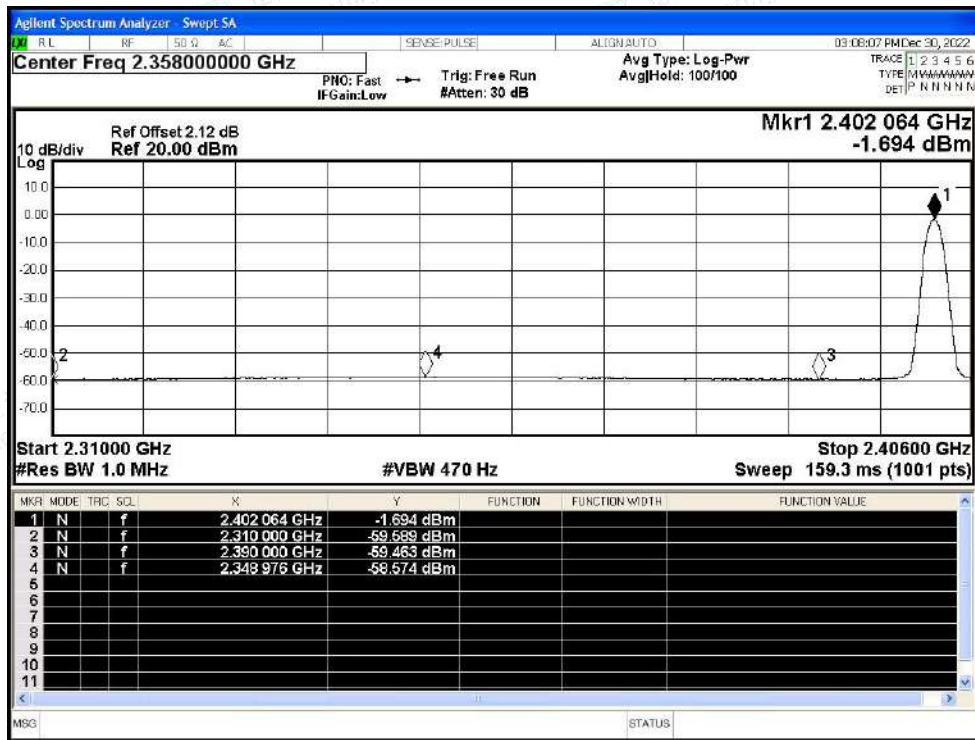 Agilent Spectrum Analyzer - Swept SA
LXI RL RF 50 Ω AC SENSE:PULSE ALIGNAUTO 03:08:07 PM Dec 30, 2022
Center Freq 2.358000000 GHz Avg Type: Log-Pwr TRACE 1 2 3 4 5 6
PNO: Fast Trig: Free Run Avg|Hold: 100/100 TYPE MWWWWW
IFGain:Low #Atten: 30 dB DET P N N N N N
Ref Offset 2.12 dB Mkr1 2.402 064 GHz
10 dB/div Ref 20.00 dBm -1.694 dBm
Log
10.0
1
0.00
-10.0
-20.0
-30.0
-40.0
-50.0 2 4 3
-60.0
-70.0
Start 2.31000 GHz Stop 2.40600 GHz
#Res BW 1.0 MHz #VBW 470 Hz Sweep 159.3 ms (1001 pts)
MKR MODE TRC SCL X Y FUNCTION FUNCTION WIDTH FUNCTION VALUE
1 N f 2.402 064 GHz -1.694 dBm
2 N f 2.310 000 GHz -59.589 dBm
3 N f 2.390 000 GHz -59.463 dBm
4 N f 2.348 976 GHz -58.574 dBm
5
6
7
8
9
10
11
MSG STATUS